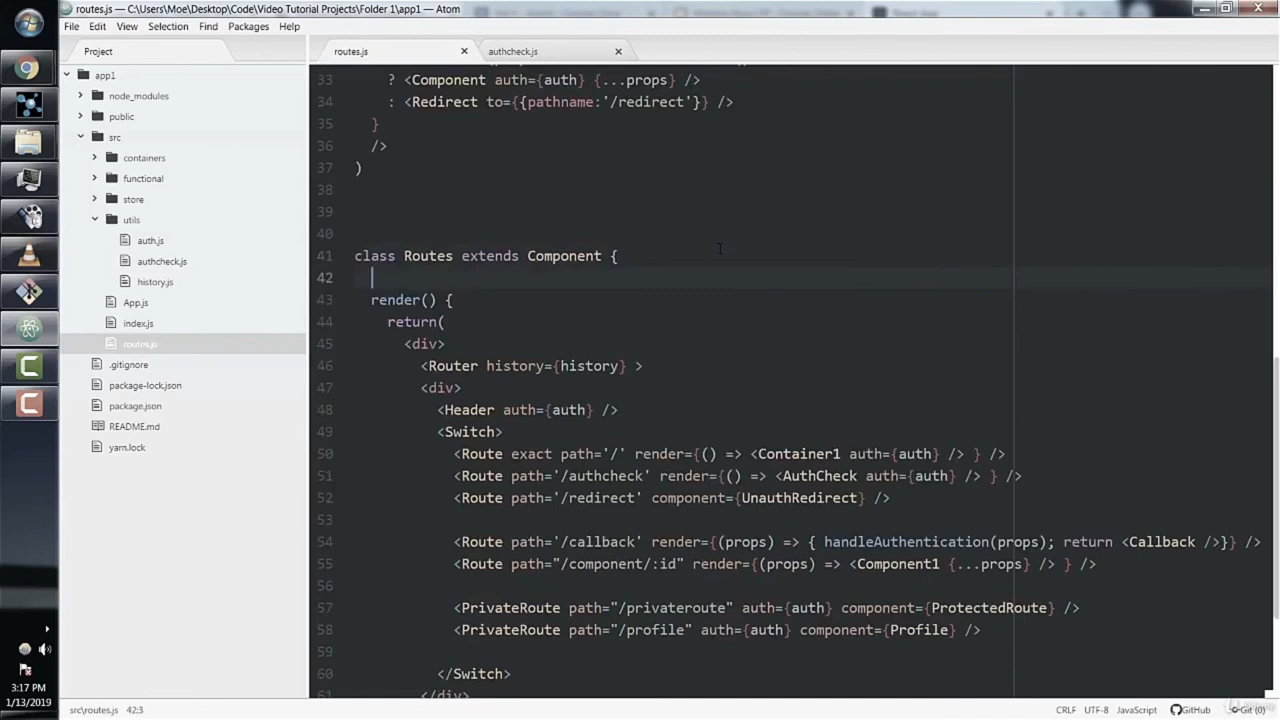 routes.js — C:\Users\Moe\Desktop\Code\Video Tutorial Projects\Folder 1\app1 — Atom
File Edit View Selection Find Packages Help
Project
routes.js
authcheck.js
app1
node_modules
public
src
containers
functional
store
utils
auth.js
authcheck.js
history.js
App.js
index.js
routes.js
.gitignore
package-lock.json
package.json
README.md
yarn.lock
33 ? <Component auth={auth} {...props} />
34 : <Redirect to={{pathname:'/redirect'}} />
35 }
36 />
37 )
38
39
40
41 class Routes extends Component {
42
43 render() {
44 return(
45 <div>
46 <Router history={history} >
47 <div>
48 <Header auth={auth} />
49 <Switch>
50 <Route exact path='/' render={() => <Container1 auth={auth} /> } />
51 <Route path='/authcheck' render={() => <AuthCheck auth={auth} /> } />
52 <Route path='/redirect' component={UnauthRedirect} />
53
54 <Route path='/callback' render={(props) => { handleAuthentication(props); return <Callback />}} />
55 <Route path="/component/:id" render={(props) => <Component1 {...props} /> } />
56
57 <PrivateRoute path="/privateroute" auth={auth} component={ProtectedRoute} />
58 <PrivateRoute path="/profile" auth={auth} component={Profile} />
59
60 </Switch>
61 </div>
3:17 PM
1/13/2019
src\routes.js 42:3
CRLF UTF-8 JavaScript GitHub Git (0)